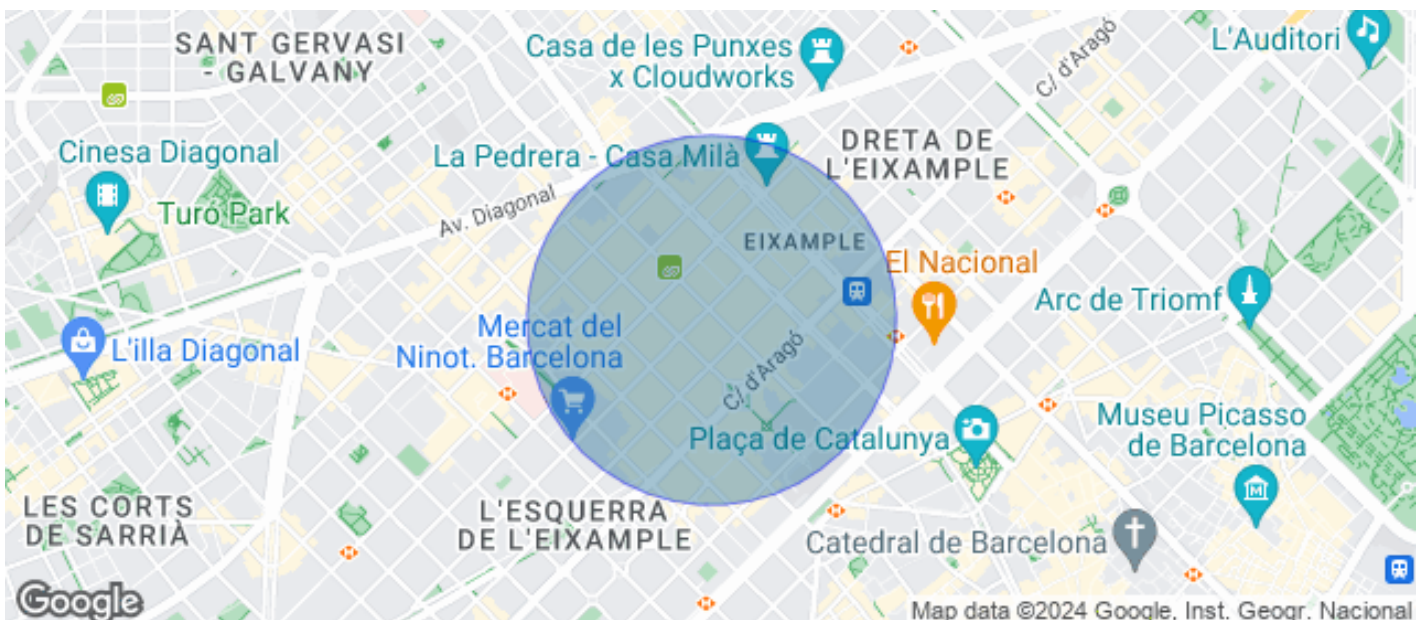 SANT GERVASI
- GALVANY
Casa de les Punxes
x Cloudworks
L'Auditori
C/ d'Aragó
Cinesa Diagonal
La Pedrera - Casa Milà
DRETA DE
L'EIXAMPLE
Turo Park
Av. Diagonal
EIXAMPLE
El Nacional
Arc de Triomf
Mercat del
Ninot. Barcelona
L'illa Diagonal
C/ d'Aragó
Plaça de Catalunya
Museu Picasso
de Barcelona
LES CORTS
DE SARRIÀ
L'ESQUERRA
DE L'EIXAMPLE
Catedral de Barcelona
Google
Map data ©2024 Google, Inst. Geogr. Nacional